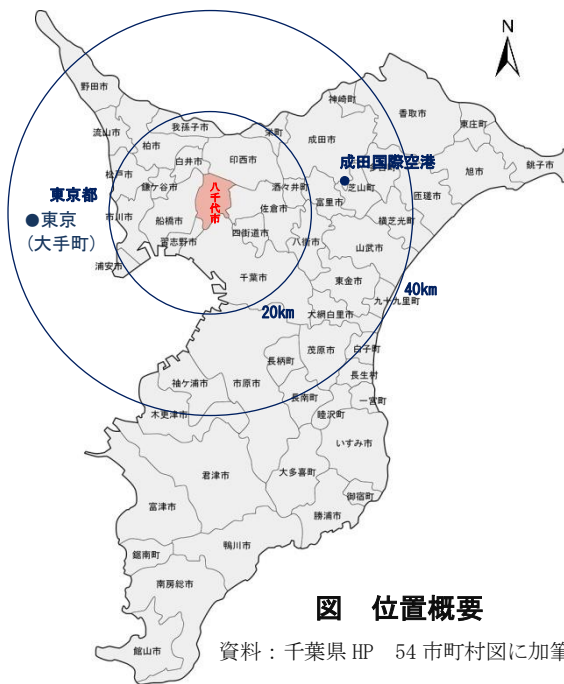 N
野田市
流山市
柏市
我孫子市
栄町
神崎町
香取市
東庄町
銚子市
旭市
成田市
成田国際空港
芝山町
匝瑳市
横芝光町
松戸市
鎌ケ谷市
白井市
印西市
酒々井町
富里市
八千代市
佐倉市
八街市
山武市
東京都
東京
(大手町)
市川市
船橋市
習志野市
四街道市
浦安市
千葉市
東金市
九十九里町
40km
20km
大網白里市
白子町
茂原市
長柄町
長生村
一宮町
袖ケ浦市
市原市
長南町
睦沢町
木更津市
いすみ市
君津市
大多喜町
御宿町
勝浦市
富津市
鴨川市
鋸南町
南房総市
館山市
図 位置概要
資料：千葉県 HP 54 市町村図に加筆